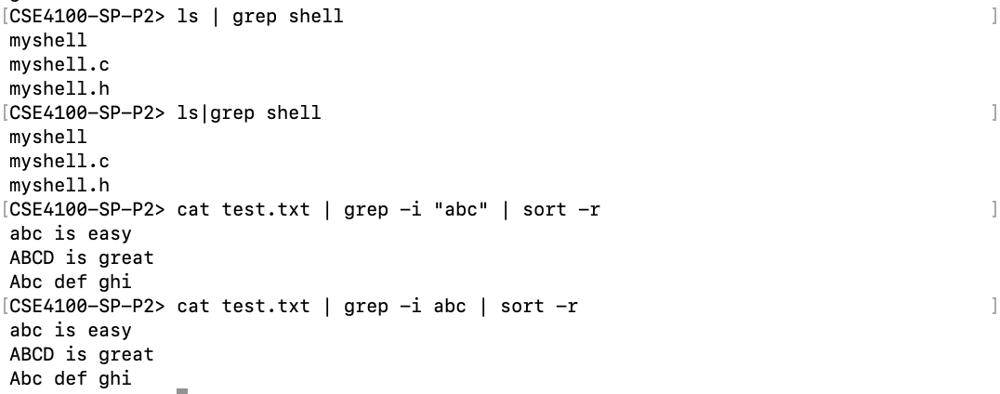 [CSE4100-SP-P2> ls | grep shell ]
myshell
myshell.c
myshell.h
[CSE4100-SP-P2> ls|grep shell ]
myshell
myshell.c
myshell.h
[CSE4100-SP-P2> cat test.txt | grep -i "abc" | sort -r ]
abc is easy
ABCD is great
Abc def ghi
[CSE4100-SP-P2> cat test.txt | grep -i abc | sort -r ]
abc is easy
ABCD is great
Abc def ghi